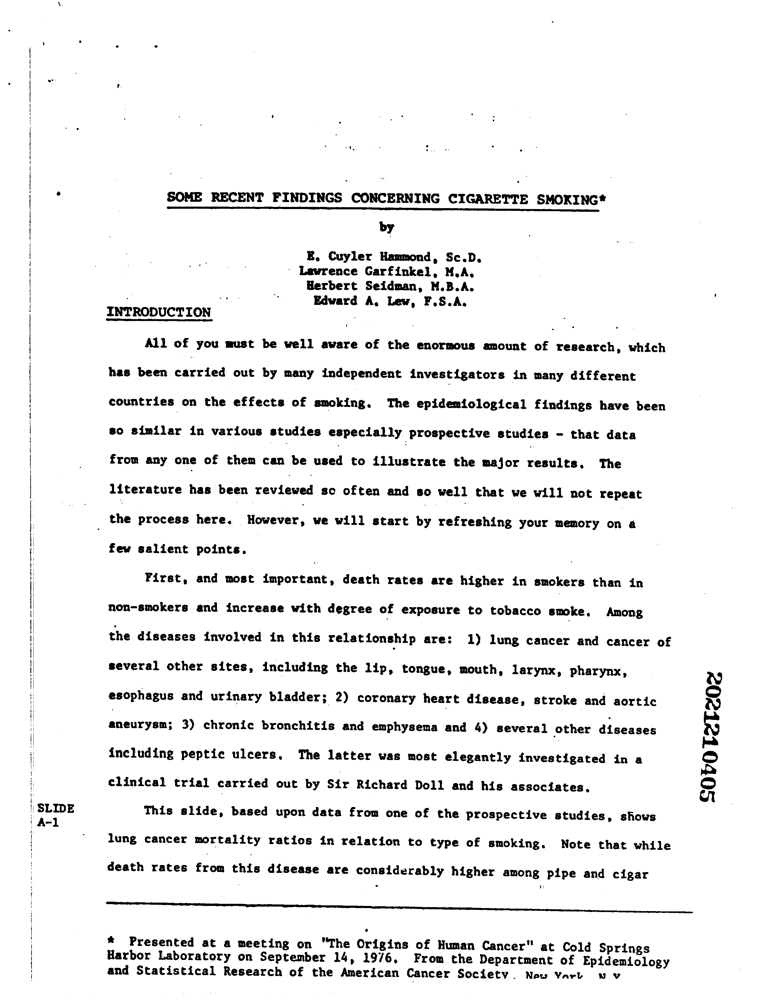 SOME RECENT FINDINGS CONCERNING CIGARETTE SMOKING*
by
E. Cuyler Hammond, Sc.D.
Lawrence Garfinkel, M.A.
Herbert Seidman, M.B.A.
Edward A. Lew, F.S.A.
INTRODUCTION
All of you must be well aware of the enormous amount of research, which
has been carried out by many independent investigators in many different
countries on the effects of smoking. The epidemiological findings have been
so similar in various studies especially prospective studies - that data
from any one of them can be used to illustrate the major results. The
literature has been reviewed so often and so well that we will not repeat
the process here. However, we will start by refreshing your memory on a
few salient points.
First, and most important, death rates are higher in smokers than in
non-smokers and increase with degree of exposure to tobacco smoke. Among
the diseases involved in this relationship are: 1) lung cancer and cancer of
several other sites, including the lip, tongue, mouth, larynx, pharynx,
esophagus and urinary bladder; 2) coronary heart disease, stroke and aortic
aneurysm; 3) chronic bronchitis and emphysema and 4) several other diseases
including peptic ulcers. The latter was most elegantly investigated in a
clinical trial carried out by Sir Richard Doll and his associates.
SLIDE
A-1
This slide, based upon data from one of the prospective studies, shows
lung cancer mortality ratios in relation to type of smoking. Note that while
death rates from this disease are considerably higher among pipe and cigar
* Presented at a meeting on "The Origins of Human Cancer" at Cold Springs
Harbor Laboratory on September 14, 1976. From the Department of Epidemiology
and Statistical Research of the American Cancer Society. New York, N.Y.
2021210405